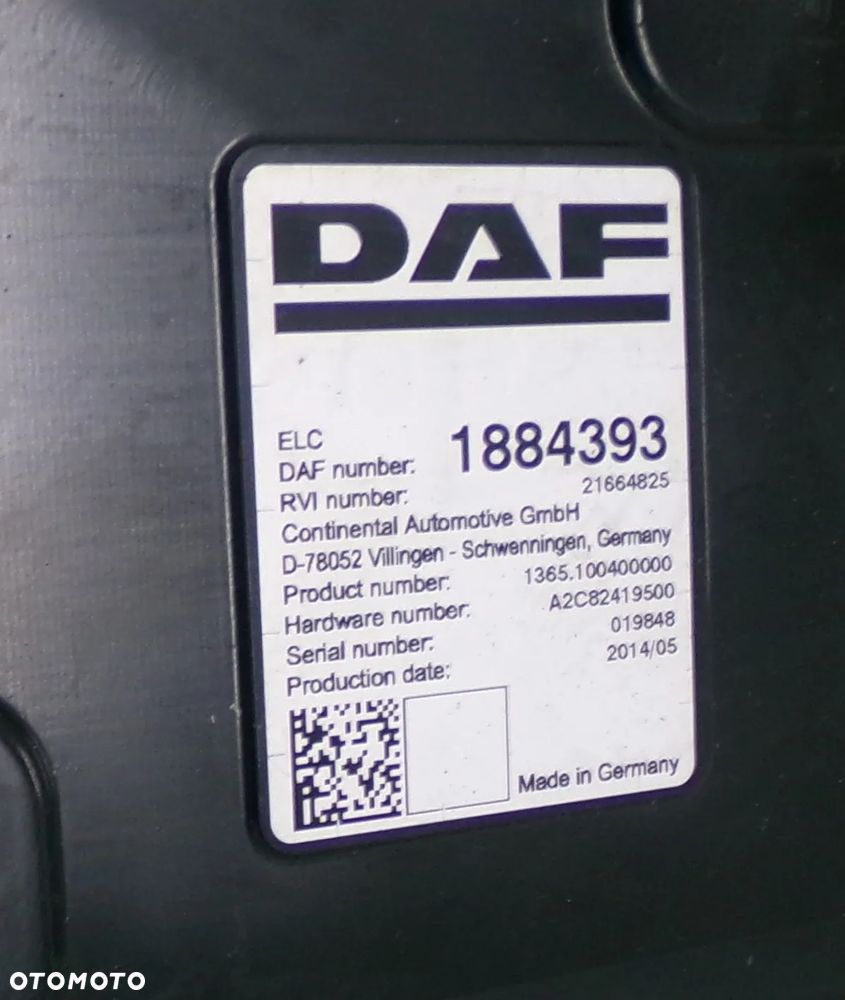 DAF
ELC
DAF number: 1884393
RVI number: 21664825
Continental Automotive GmbH
D-78052 Villingen - Schwenningen, Germany
Product number: 1365.100400000
Hardware number: A2C82419500
Serial number: 019848
Production date: 2014/05
Made in Germany
OTOMOTO